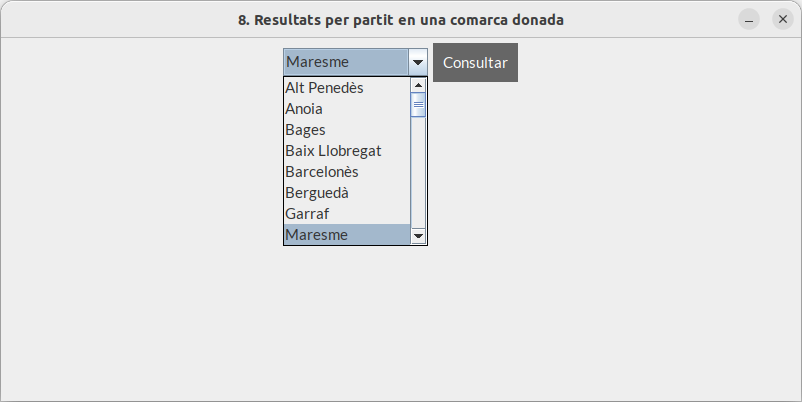 8. Resultats per partit en una comarca donada
Maresme
Consultar
Alt Penedès
Anoia
Bages
Baix Llobregat
Barcelonès
Berguedà
Garraf
Maresme